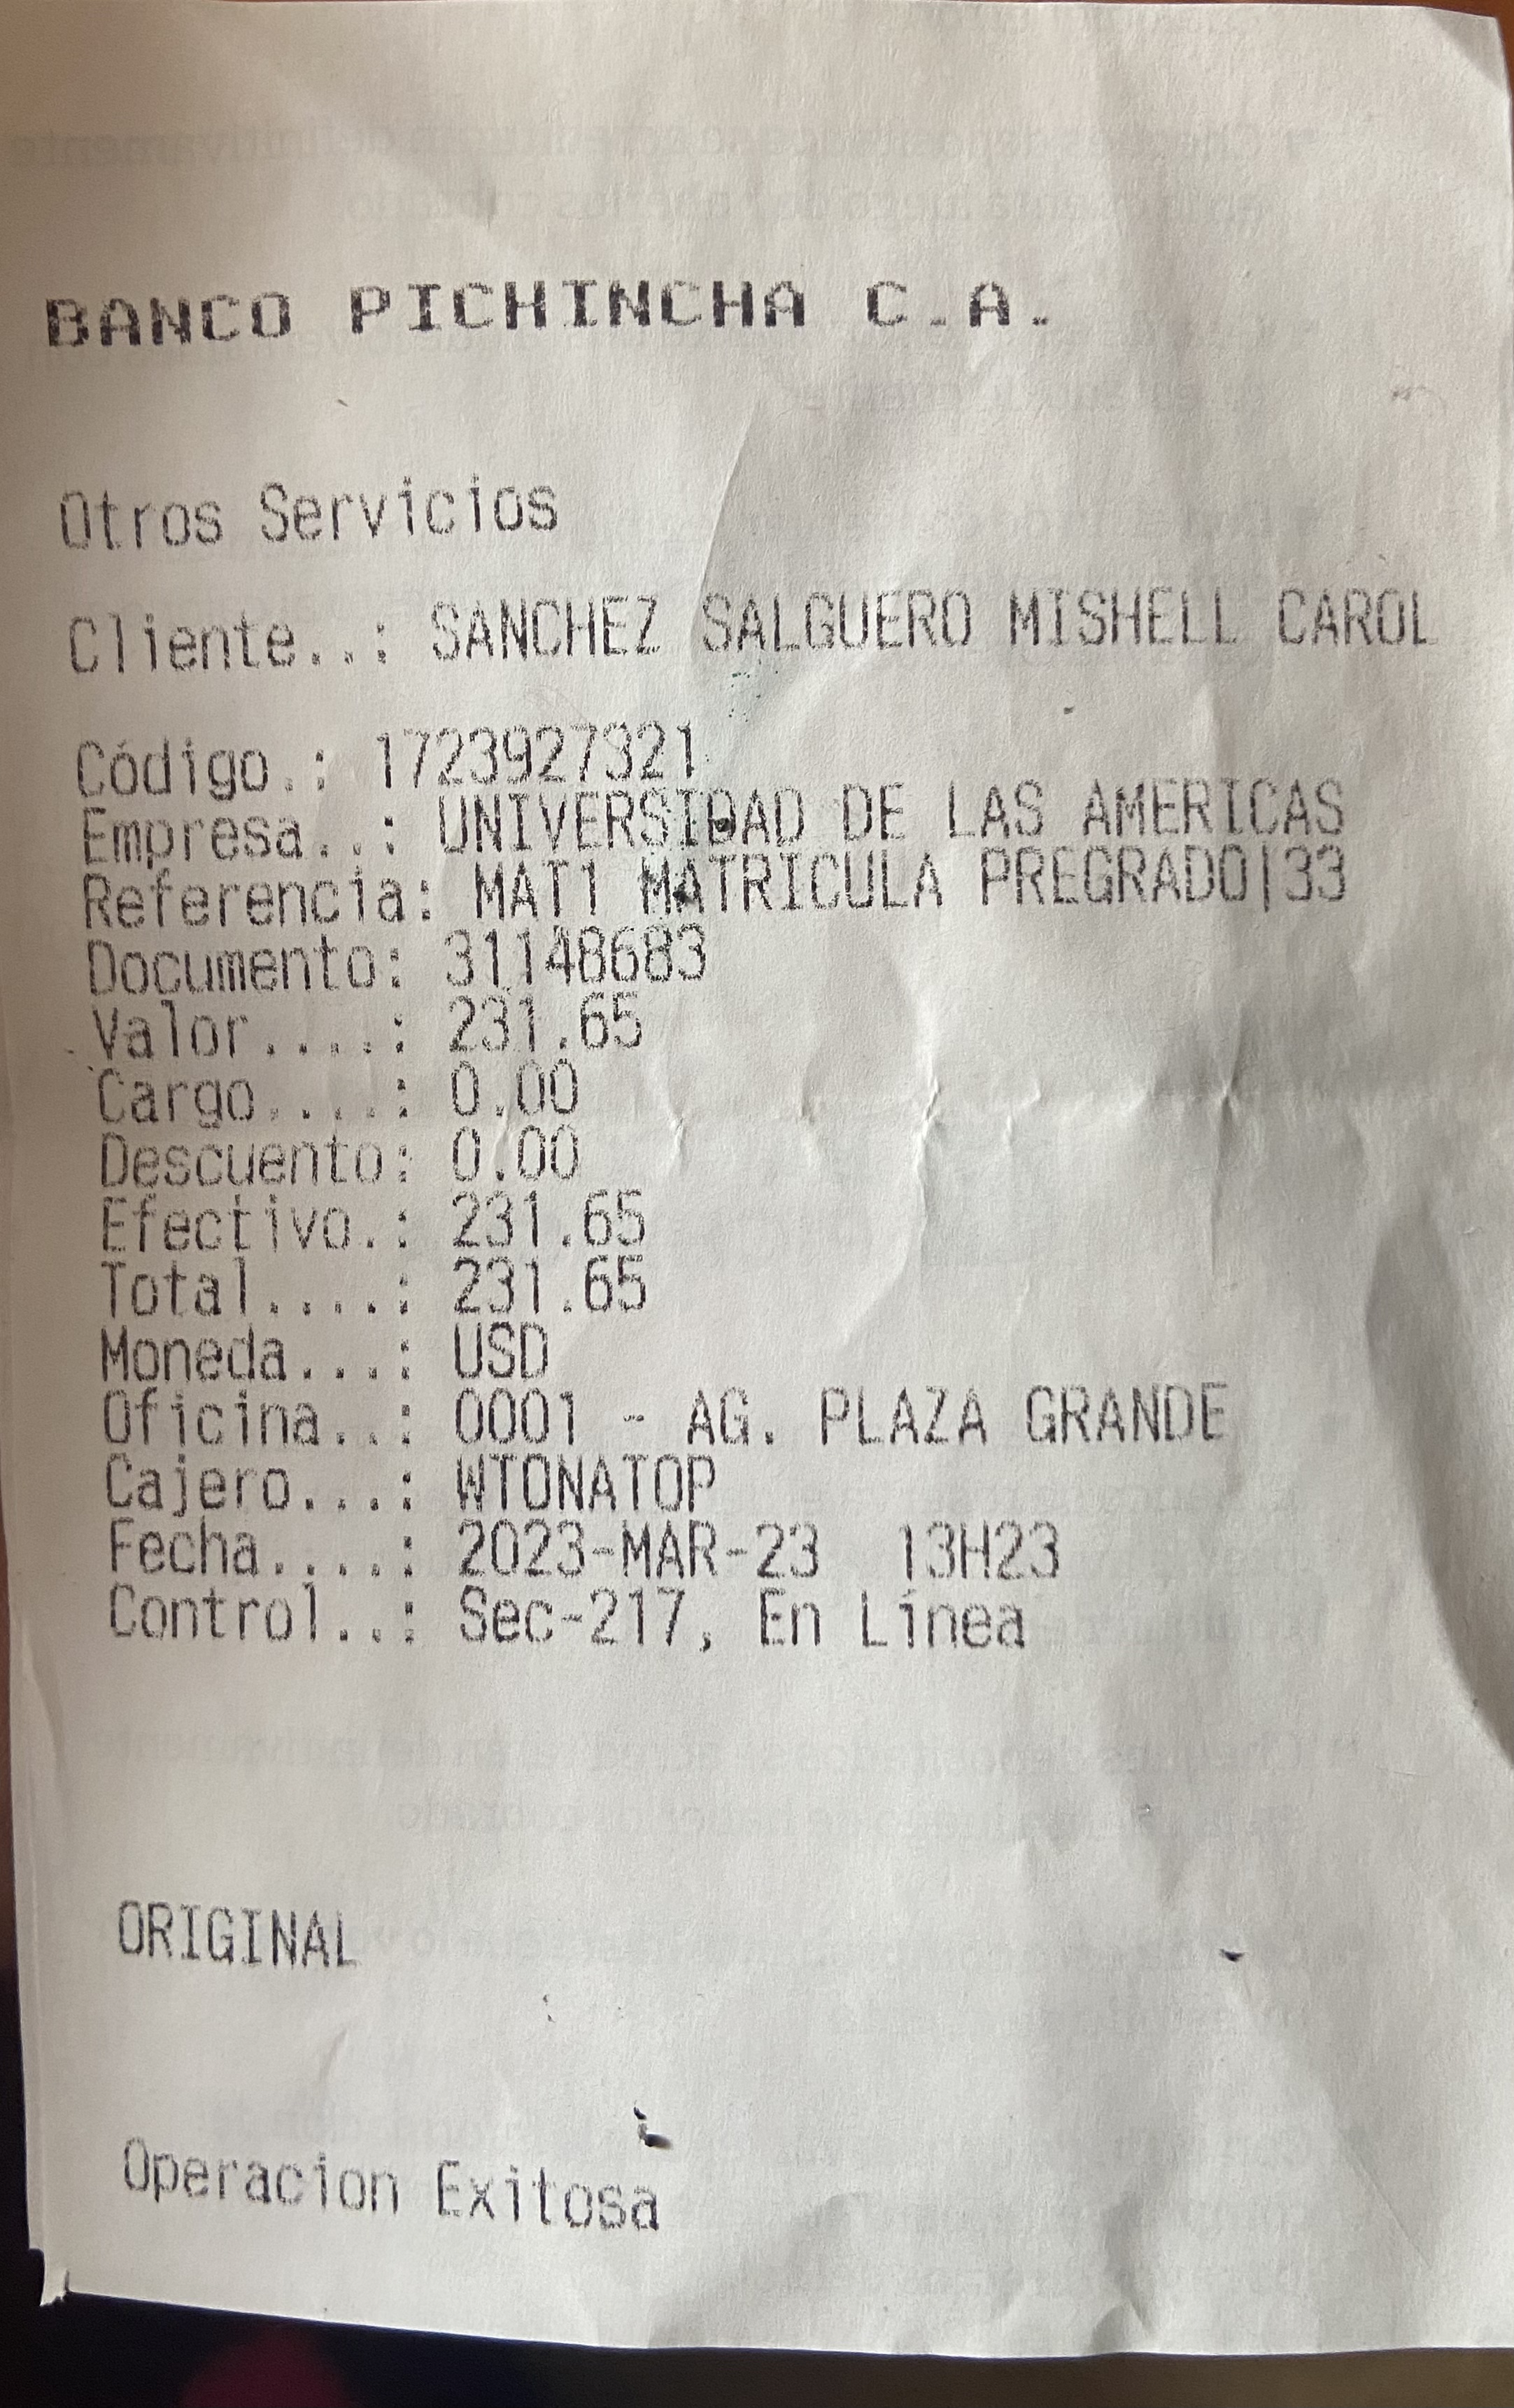 BANCO PICHINCHA C.A.
Otros Servicios
Cliente..: SANCHEZ SALGUERO MISHELL CAROL
Código.: 1723927321
Empresa..: UNIVERSIDAD DE LAS AMERICAS
Referencia: MAT1 MATRICULA PREGRADO|33
Documento: 31148683
Valor....: 231.65
Cargo....: 0.00
Descuento: 0.00
Efectivo.: 231.65
Total....: 231.65
Moneda...: USD
Oficina..: 0001 - AG. PLAZA GRANDE
Cajero...: WTONATOP
Fecha....: 2023-MAR-23 13H23
Control..: Sec-217, En Línea
ORIGINAL
Operacion Exitosa